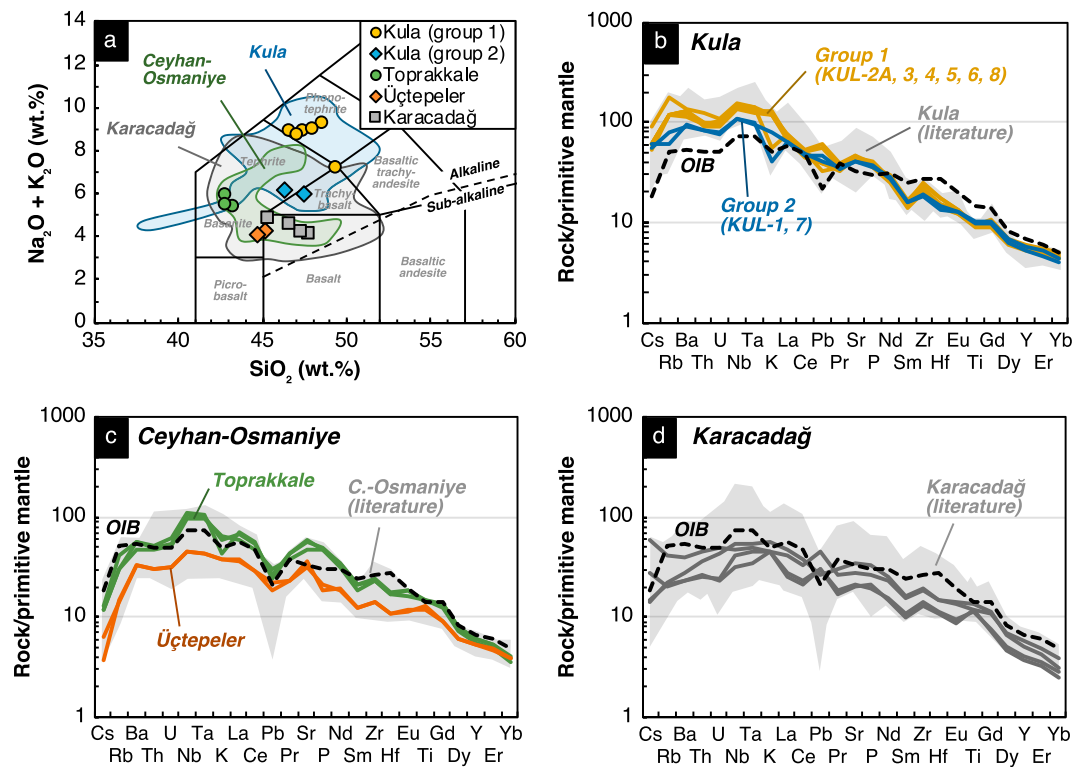 a
14
12
10
8
6
4
2
0
Na₂O + K₂O (wt.%)
35
40
45
50
55
60
SiO₂ (wt.%)
Kula (group 1)
Kula (group 2)
Toprakkale
Üçtepeler
Karacadağ
Ceyhan-
Osmaniye
Kula
Karacadağ
Phono-
tephrite
Tephrite
Basanite
Basaltic
trachy-
andesite
Trachy-
basalt
Alkaline
Sub-alkaline
Picro-
basalt
Basalt
Basaltic
andesite
b
Kula
1000
100
10
1
Rock/primitive mantle
Group 1
(KUL-2A, 3, 4, 5, 6, 8)
Kula
(literature)
OIB
Group 2
(KUL-1, 7)
Cs Ba U Ta La Pb Sr Nd Zr Eu Gd Y Yb
Rb Th Nb K Ce Pr P Sm Hf Ti Dy Er
c
Ceyhan-Osmaniye
1000
100
10
1
Rock/primitive mantle
Toprakkale
C.-Osmaniye
(literature)
OIB
Üçtepeler
Cs Ba U Ta La Pb Sr Nd Zr Eu Gd Y Yb
Rb Th Nb K Ce Pr P Sm Hf Ti Dy Er
d
Karacadağ
1000
100
10
1
Rock/primitive mantle
Karacadağ
(literature)
OIB
Cs Ba U Ta La Pb Sr Nd Zr Eu Gd Y Yb
Rb Th Nb K Ce Pr P Sm Hf Ti Dy Er